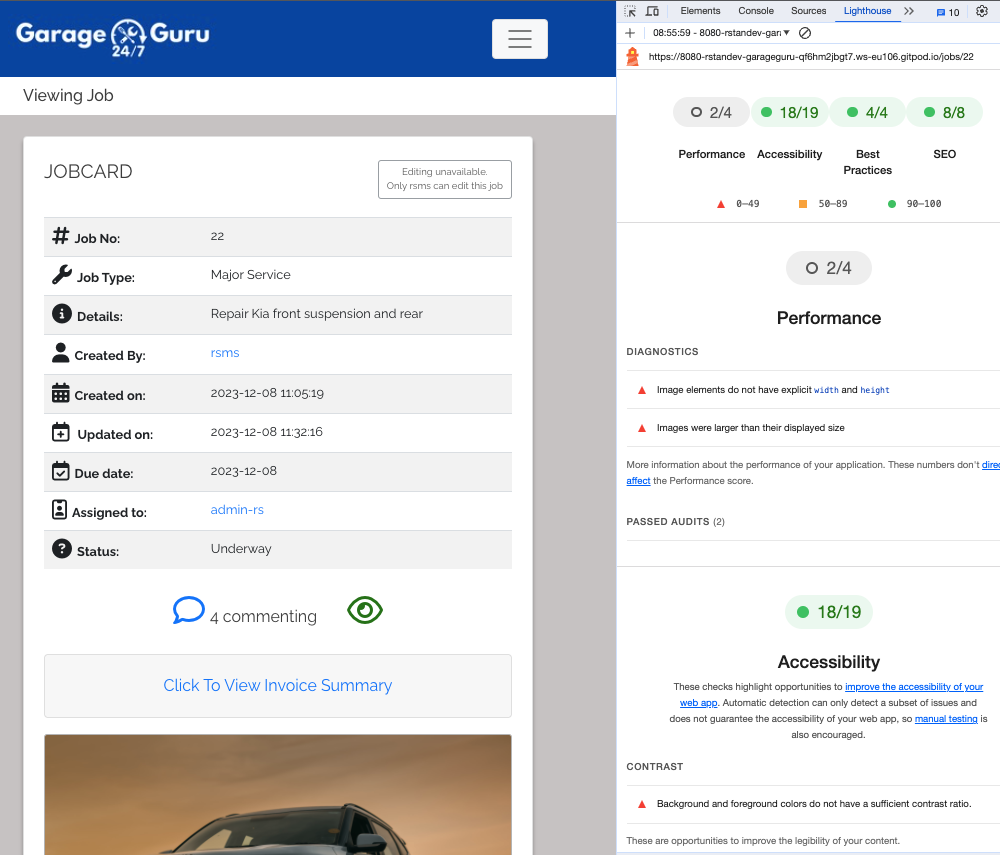 Garage Guru
24/7
Viewing Job
JOBCARD
Editing unavailable.
Only rsms can edit this job
Job No: 22
Job Type: Major Service
Details: Repair Kia front suspension and rear
Created By: rsms
Created on: 2023-12-08 11:05:19
Updated on: 2023-12-08 11:32:16
Due date: 2023-12-08
Assigned to: admin-rs
Status: Underway
4 commenting
Click To View Invoice Summary
Elements Console Sources Lighthouse 10
08:55:59 - 8080-rstandev-gar
https://8080-rstandev-garageguru-qf6hm2jbgt7.ws-eu106.gitpod.io/jobs/22
2/4 18/19 4/4 8/8
Performance Accessibility Best Practices SEO
0–49 50–89 90–100
2/4
Performance
DIAGNOSTICS
Image elements do not have explicit width and height
Images were larger than their displayed size
More information about the performance of your application. These numbers don't direc
affect the Performance score.
PASSED AUDITS (2)
18/19
Accessibility
These checks highlight opportunities to improve the accessibility of your
web app. Automatic detection can only detect a subset of issues and
does not guarantee the accessibility of your web app, so manual testing is
also encouraged.
CONTRAST
Background and foreground colors do not have a sufficient contrast ratio.
These are opportunities to improve the legibility of your content.